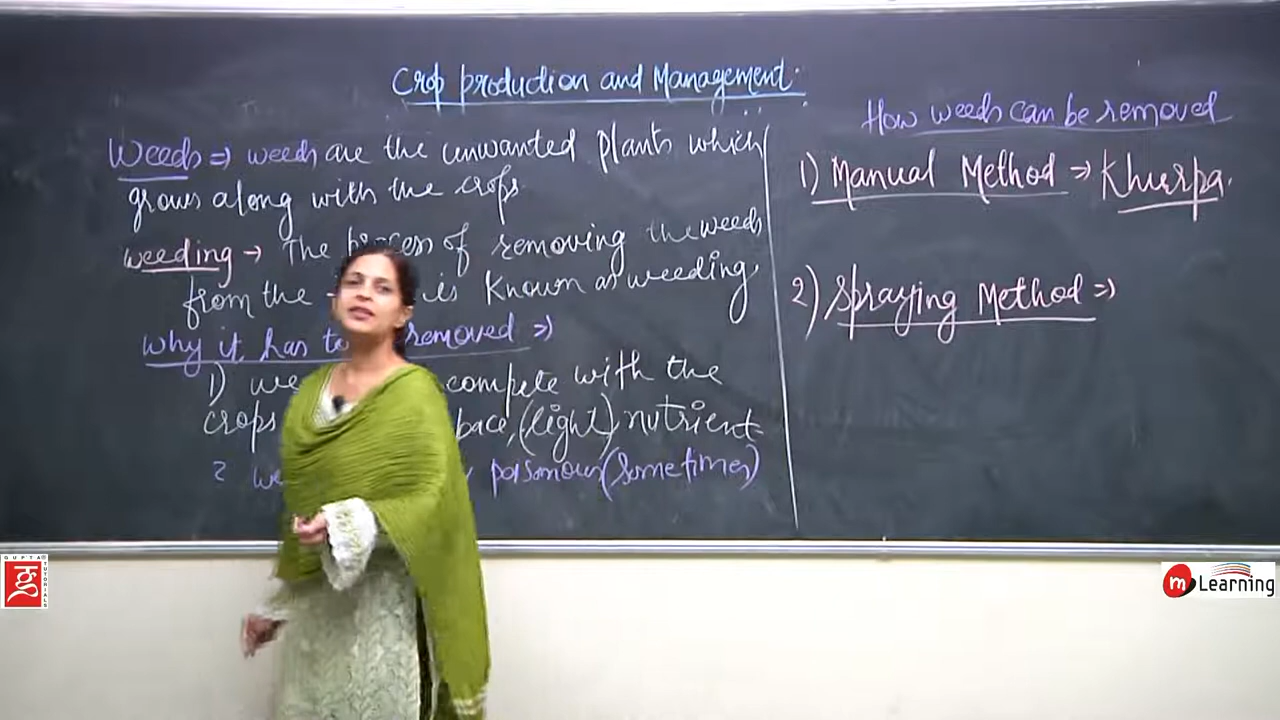 Crop production and Management
Weeds ⇒ weeds are the unwanted plants which
grows along with the crops.
weeding → The process of removing the weeds
from the is known as weeding.
Why it has to removed ⇒
1) we compete with the
crops pace, (light), nutrient
2 we poisonous (sometimes)
How weeds can be removed
1) Manual Method ⇒ Khurpa.
2) Spraying Method ⇒
GUPTA TUTORIALS
m Learning